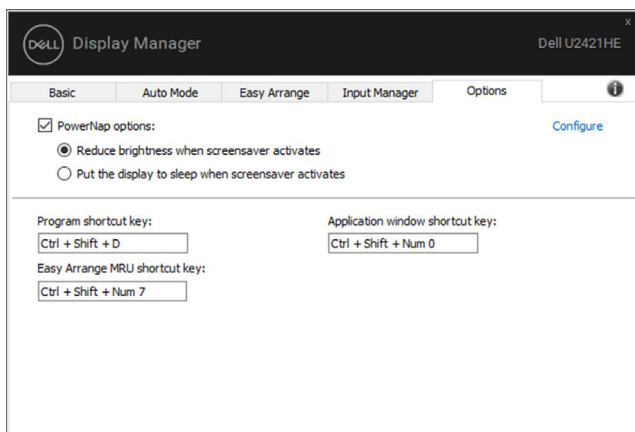 x
DELL Display Manager
Dell U2421HE
Basic Auto Mode Easy Arrange Input Manager Options
PowerNap options:
Configure
Reduce brightness when screensaver activates
Put the display to sleep when screensaver activates
Program shortcut key:
Application window shortcut key:
Ctrl + Shift + D
Ctrl + Shift + Num 0
Easy Arrange MRU shortcut key:
Ctrl + Shift + Num 7